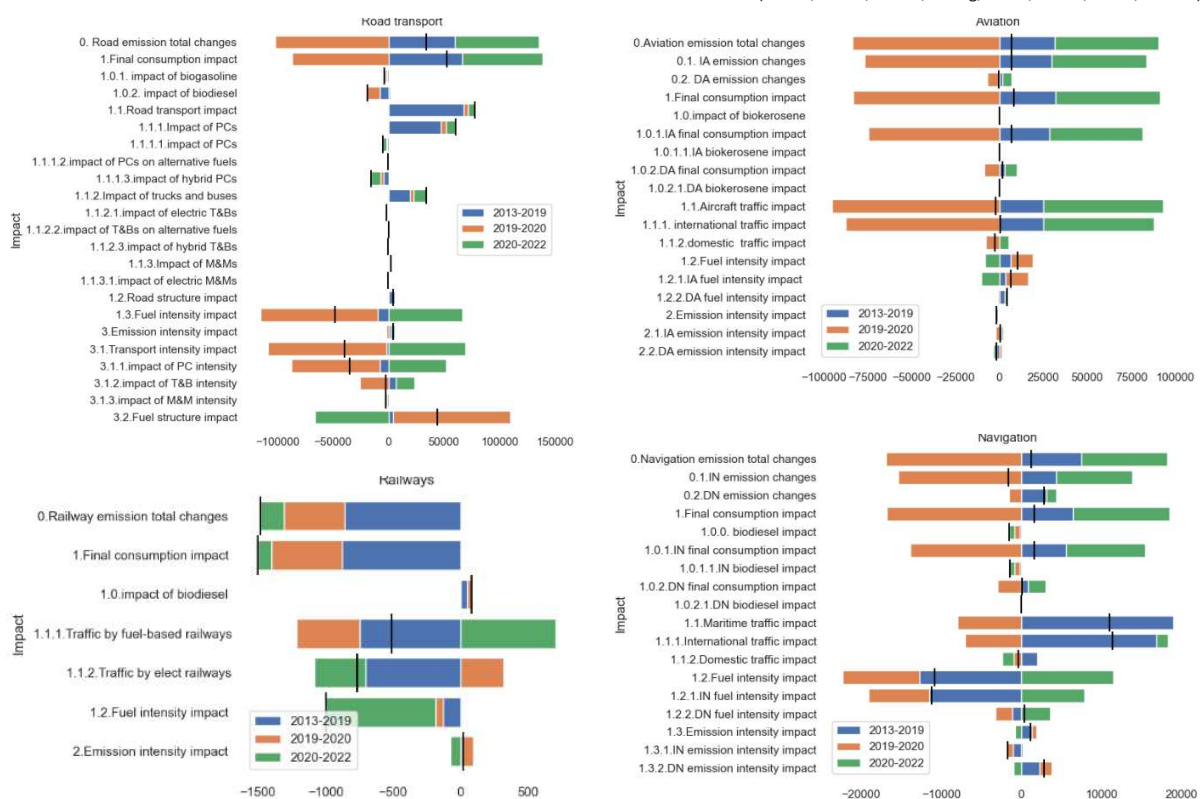 Road transport
0. Road emission total changes
1.Final consumption impact
1.0.1. impact of biogasoline
1.0.2. impact of biodiesel
1.1.Road transport impact
1.1.1.Impact of PCs
1.1.1.1.impact of PCs
1.1.1.2.impact of PCs on alternative fuels
1.1.1.3.impact of hybrid PCs
1.1.2.Impact of trucks and buses
1.1.2.1.impact of electric T&Bs
1.1.2.2.impact of T&Bs on alternative fuels
1.1.2.3.impact of hybrid T&Bs
1.1.3.Impact of M&Ms
1.1.3.1.impact of electric M&Ms
1.2.Road structure impact
1.3.Fuel intensity impact
3.Emission intensity impact
3.1.Transport intensity impact
3.1.1.impact of PC intensity
3.1.2.impact of T&B intensity
3.1.3.impact of M&M intensity
3.2.Fuel structure impact
Impact
2013-2019
2019-2020
2020-2022
−100000 −50000 0 50000 100000 150000
Aviation
0.Aviation emission total changes
0.1. IA emission changes
0.2. DA emission changes
1.Final consumption impact
1.0.impact of biokerosene
1.0.1.IA final consumption impact
1.0.1.1.IA biokerosene impact
1.0.2.DA final consumption impact
1.0.2.1.DA biokerosene impact
1.1.Aircraft traffic impact
1.1.1. international traffic impact
1.1.2.domestic traffic impact
1.2.Fuel intensity impact
1.2.1.IA fuel intensity impact
1.2.2.DA fuel intensity impact
2.Emission intensity impact
2.1.IA emission intensity impact
2.2.DA emission intensity impact
Impact
2013-2019
2019-2020
2020-2022
−100000 −75000 −50000 −25000 0 25000 50000 75000 100000
Railways
0.Railway emission total changes
1.Final consumption impact
1.0.impact of biodiesel
1.1.1.Traffic by fuel-based railways
1.1.2.Traffic by elect railways
1.2.Fuel intensity impact
2.Emission intensity impact
Impact
2013-2019
2019-2020
2020-2022
−1500 −1000 −500 0 500
Navigation
0.Navigation emission total changes
0.1.IN emission changes
0.2.DN emission changes
1.Final consumption impact
1.0.0. biodiesel impact
1.0.1.IN final consumption impact
1.0.1.1.IN biodiesel impact
1.0.2.DN final consumption impact
1.0.2.1.DN biodiesel impact
1.1.Maritime traffic impact
1.1.1.International traffic impact
1.1.2.Domestic traffic impact
1.2.Fuel intensity impact
1.2.1.IN fuel intensity impact
1.2.2.DN fuel intensity impact
1.3.Emission intensity impact
1.3.1.IN emission intensity impact
1.3.2.DN emission intensity impact
Impact
2013-2019
2019-2020
2020-2022
−20000 −10000 0 10000 20000